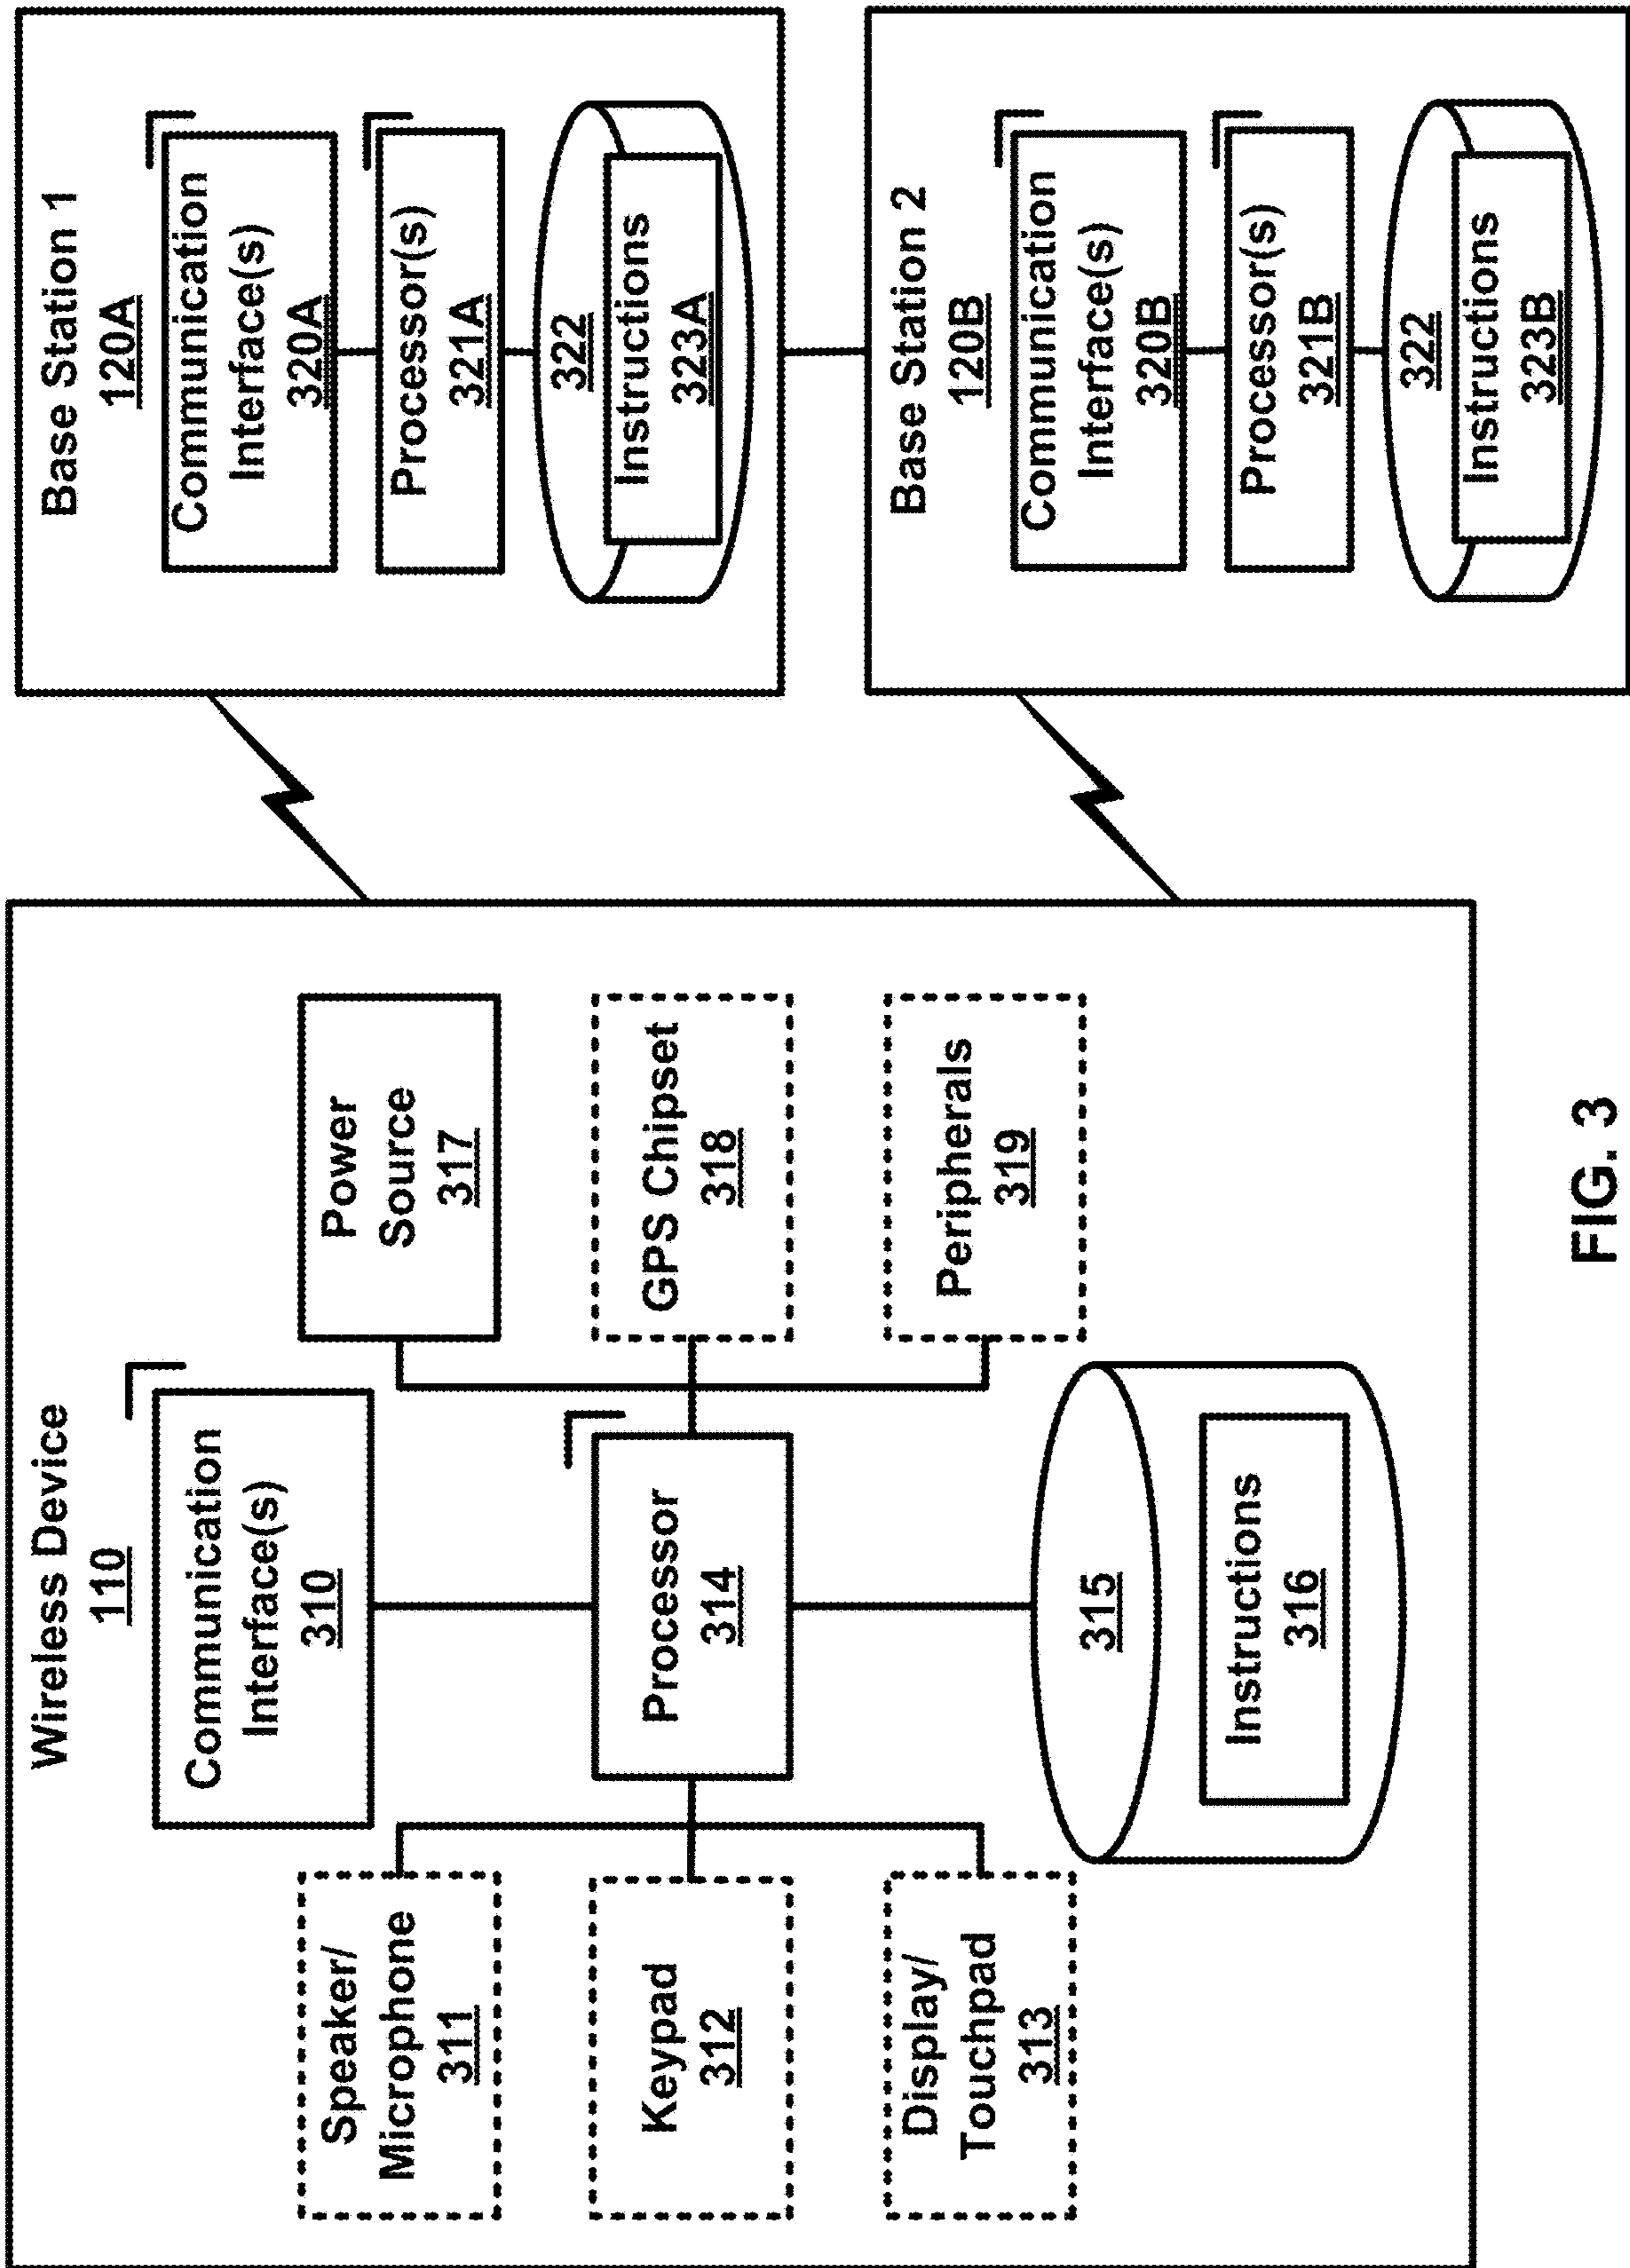 Wireless Device
110
Communication
Interface(s)
310
Speaker/
Microphone
311
Keypad
312
Display/
Touchpad
313
Processor
314
Power
Source
317
GPS Chipset
318
Peripherals
319
315
Instructions
316
Base Station 1
120A
Communication
Interface(s)
320A
Processor(s)
321A
322
Instructions
323A
Base Station 2
120B
Communication
Interface(s)
320B
Processor(s)
321B
322
Instructions
323B
FIG. 3